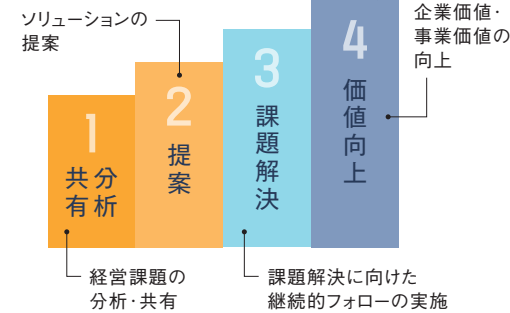 ソリューションの
提案
企業価値・
事業価値の
向上
1
分析
共有
2
提案
3
課題解決
4
価値向上
経営課題の
分析・共有
課題解決に向けた
継続的フォローの実施